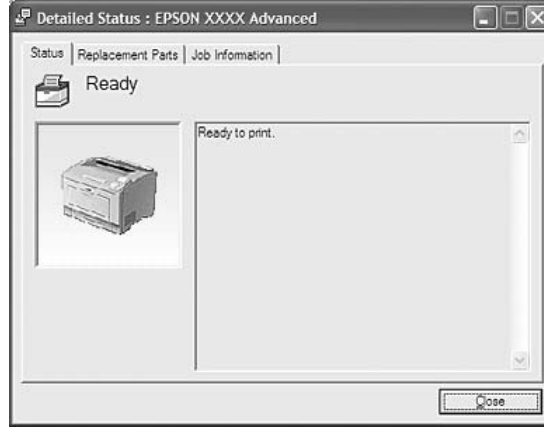 Detailed Status : EPSON XXXX Advanced
Status Replacement Parts Job Information
Ready
Ready to print.
Close